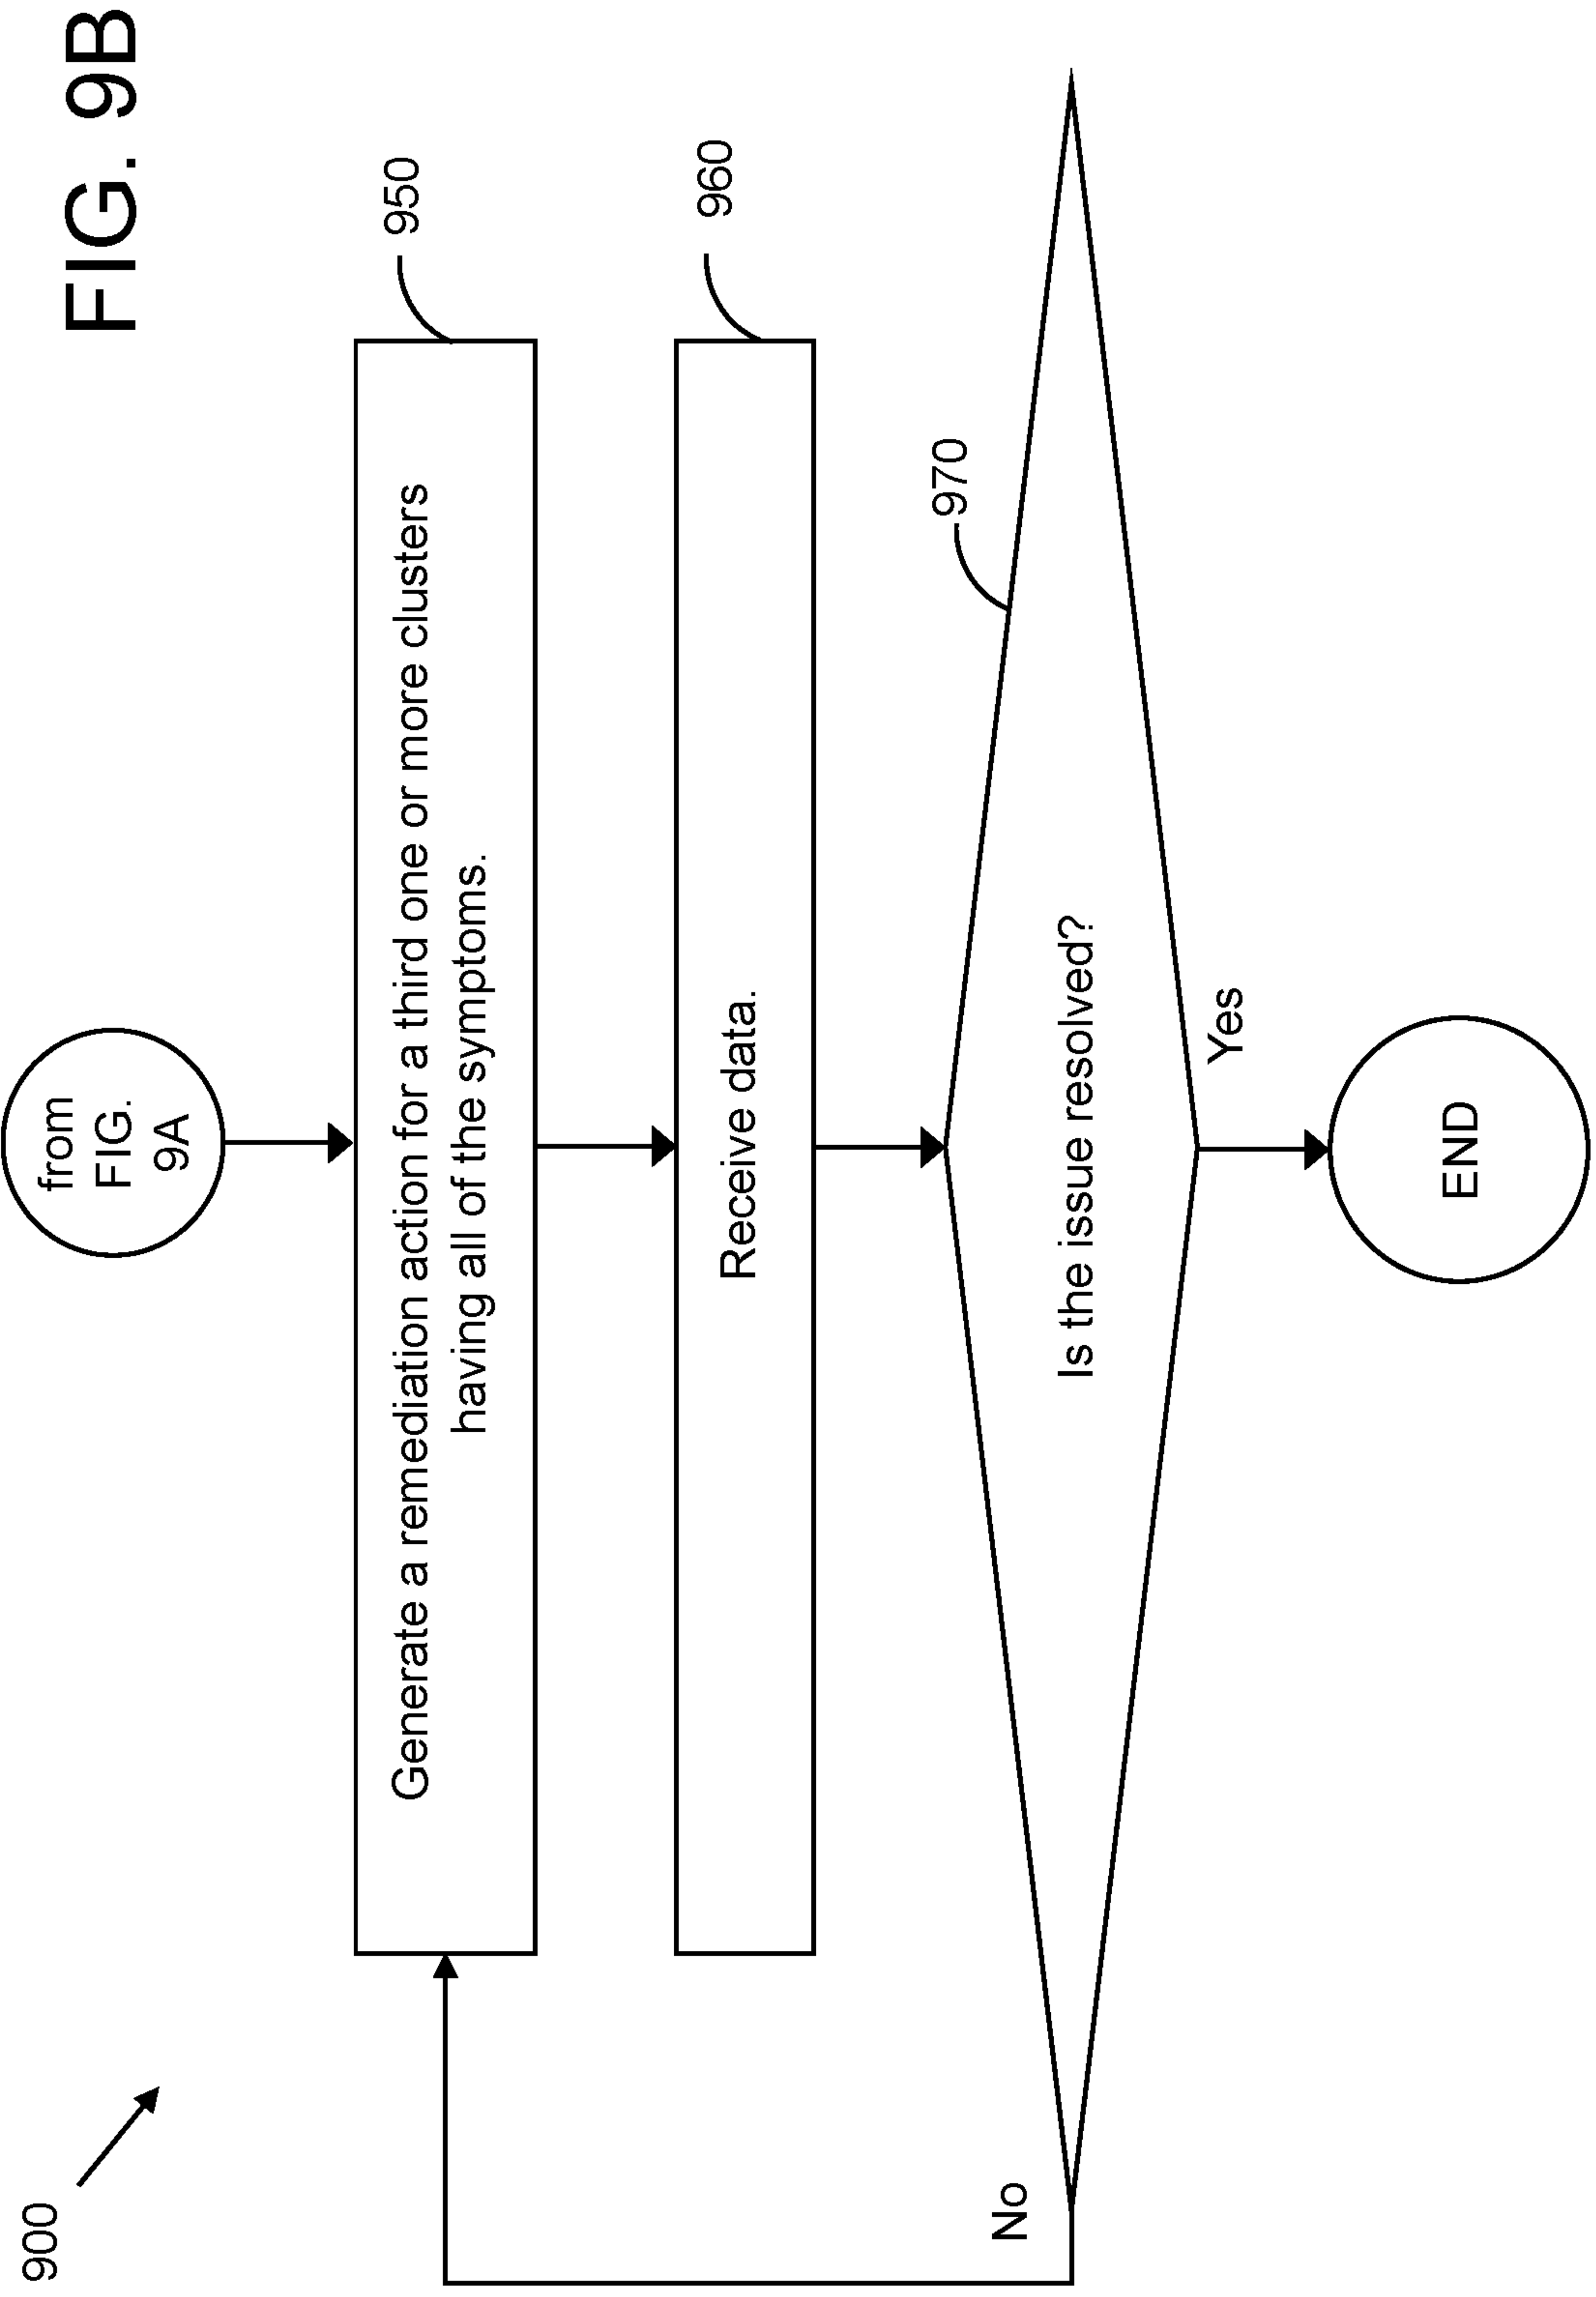 FIG. 9B
900
from
FIG.
9A
950
Generate a remediation action for a third one or more clusters
having all of the symptoms.
960
Receive data.
970
Is the issue resolved?
No
Yes
END